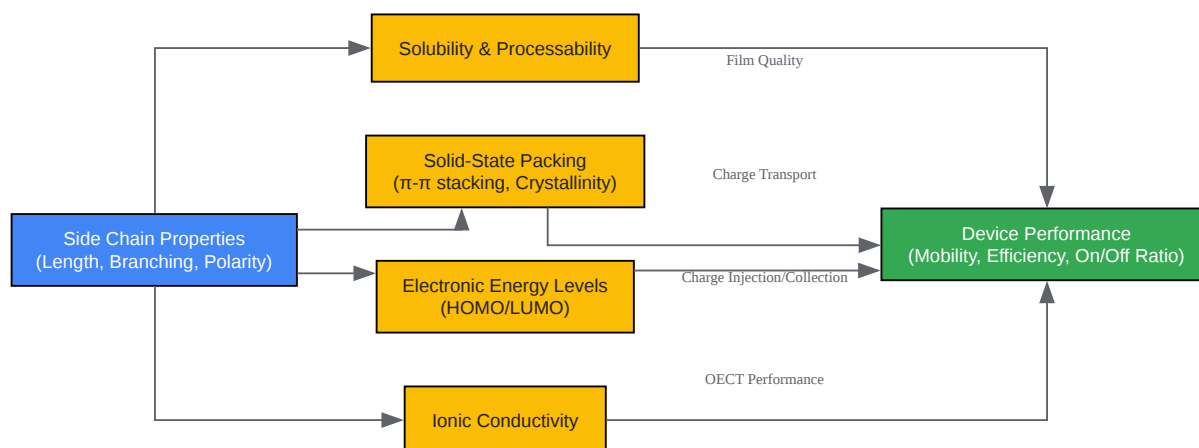 Solubility & Processability
Film Quality
Solid-State Packing
(π-π stacking, Crystallinity)
Charge Transport
Side Chain Properties
(Length, Branching, Polarity)
Device Performance
(Mobility, Efficiency, On/Off Ratio)
Electronic Energy Levels
(HOMO/LUMO)
Charge Injection/Collection
OECT Performance
Ionic Conductivity